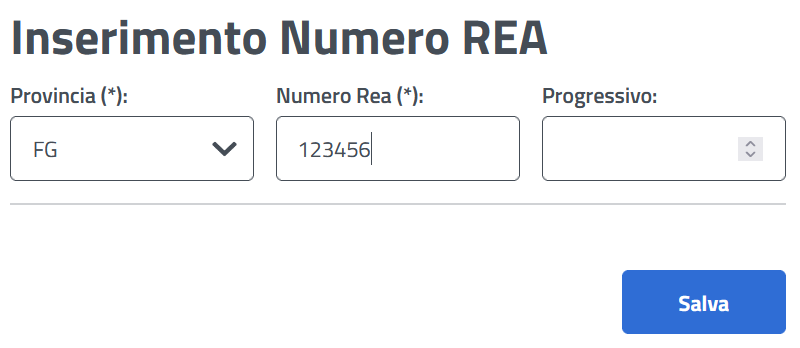 Inserimento Numero REA
Provincia (*): Numero Rea (*): Progressivo:
FG 123456
Salva